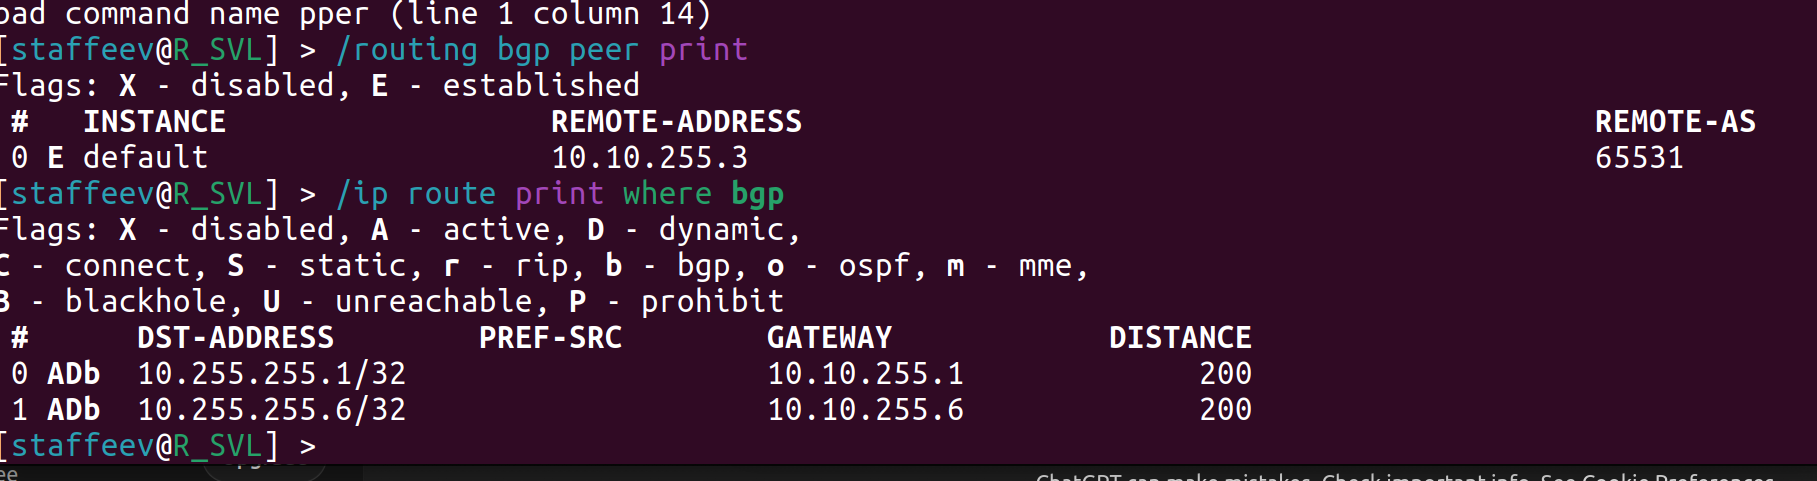 bad command name pper (line 1 column 14)
[staffeev@R_SVL] > /routing bgp peer print
Flags: X - disabled, E - established
# INSTANCE REMOTE-ADDRESS REMOTE-AS
0 E default 10.10.255.3 65531
[staffeev@R_SVL] > /ip route print where bgp
Flags: X - disabled, A - active, D - dynamic,
C - connect, S - static, r - rip, b - bgp, o - ospf, m - mme,
B - blackhole, U - unreachable, P - prohibit
# DST-ADDRESS PREF-SRC GATEWAY DISTANCE
0 ADb 10.255.255.1/32 10.10.255.1 200
1 ADb 10.255.255.6/32 10.10.255.6 200
[staffeev@R_SVL] >
ChatGPT can make mistakes. Check important info. See Cookie Preferences.